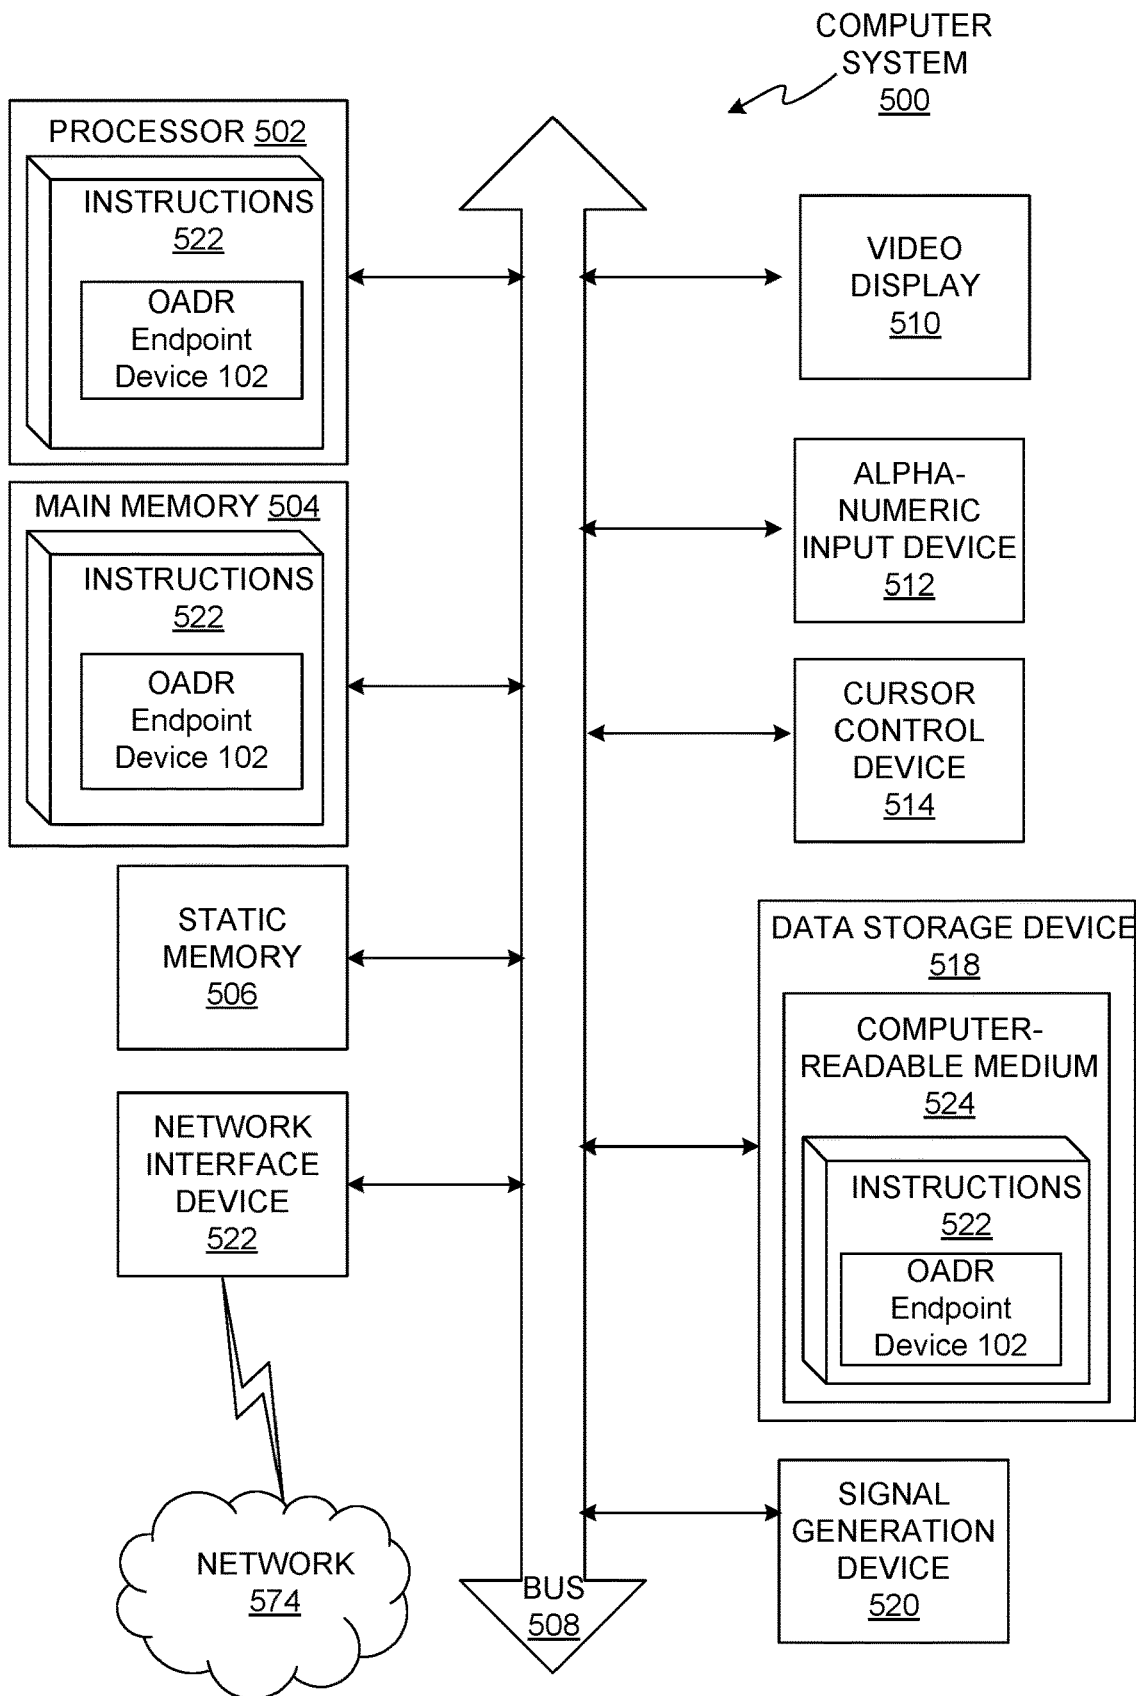 COMPUTER
SYSTEM
500
PROCESSOR 502
INSTRUCTIONS
522
OADR
Endpoint
Device 102
MAIN MEMORY 504
INSTRUCTIONS
522
OADR
Endpoint
Device 102
STATIC
MEMORY
506
NETWORK
INTERFACE
DEVICE
522
NETWORK
574
BUS
508
VIDEO
DISPLAY
510
ALPHA-
NUMERIC
INPUT DEVICE
512
CURSOR
CONTROL
DEVICE
514
DATA STORAGE DEVICE
518
COMPUTER-
READABLE MEDIUM
524
INSTRUCTIONS
522
OADR
Endpoint
Device 102
SIGNAL
GENERATION
DEVICE
520